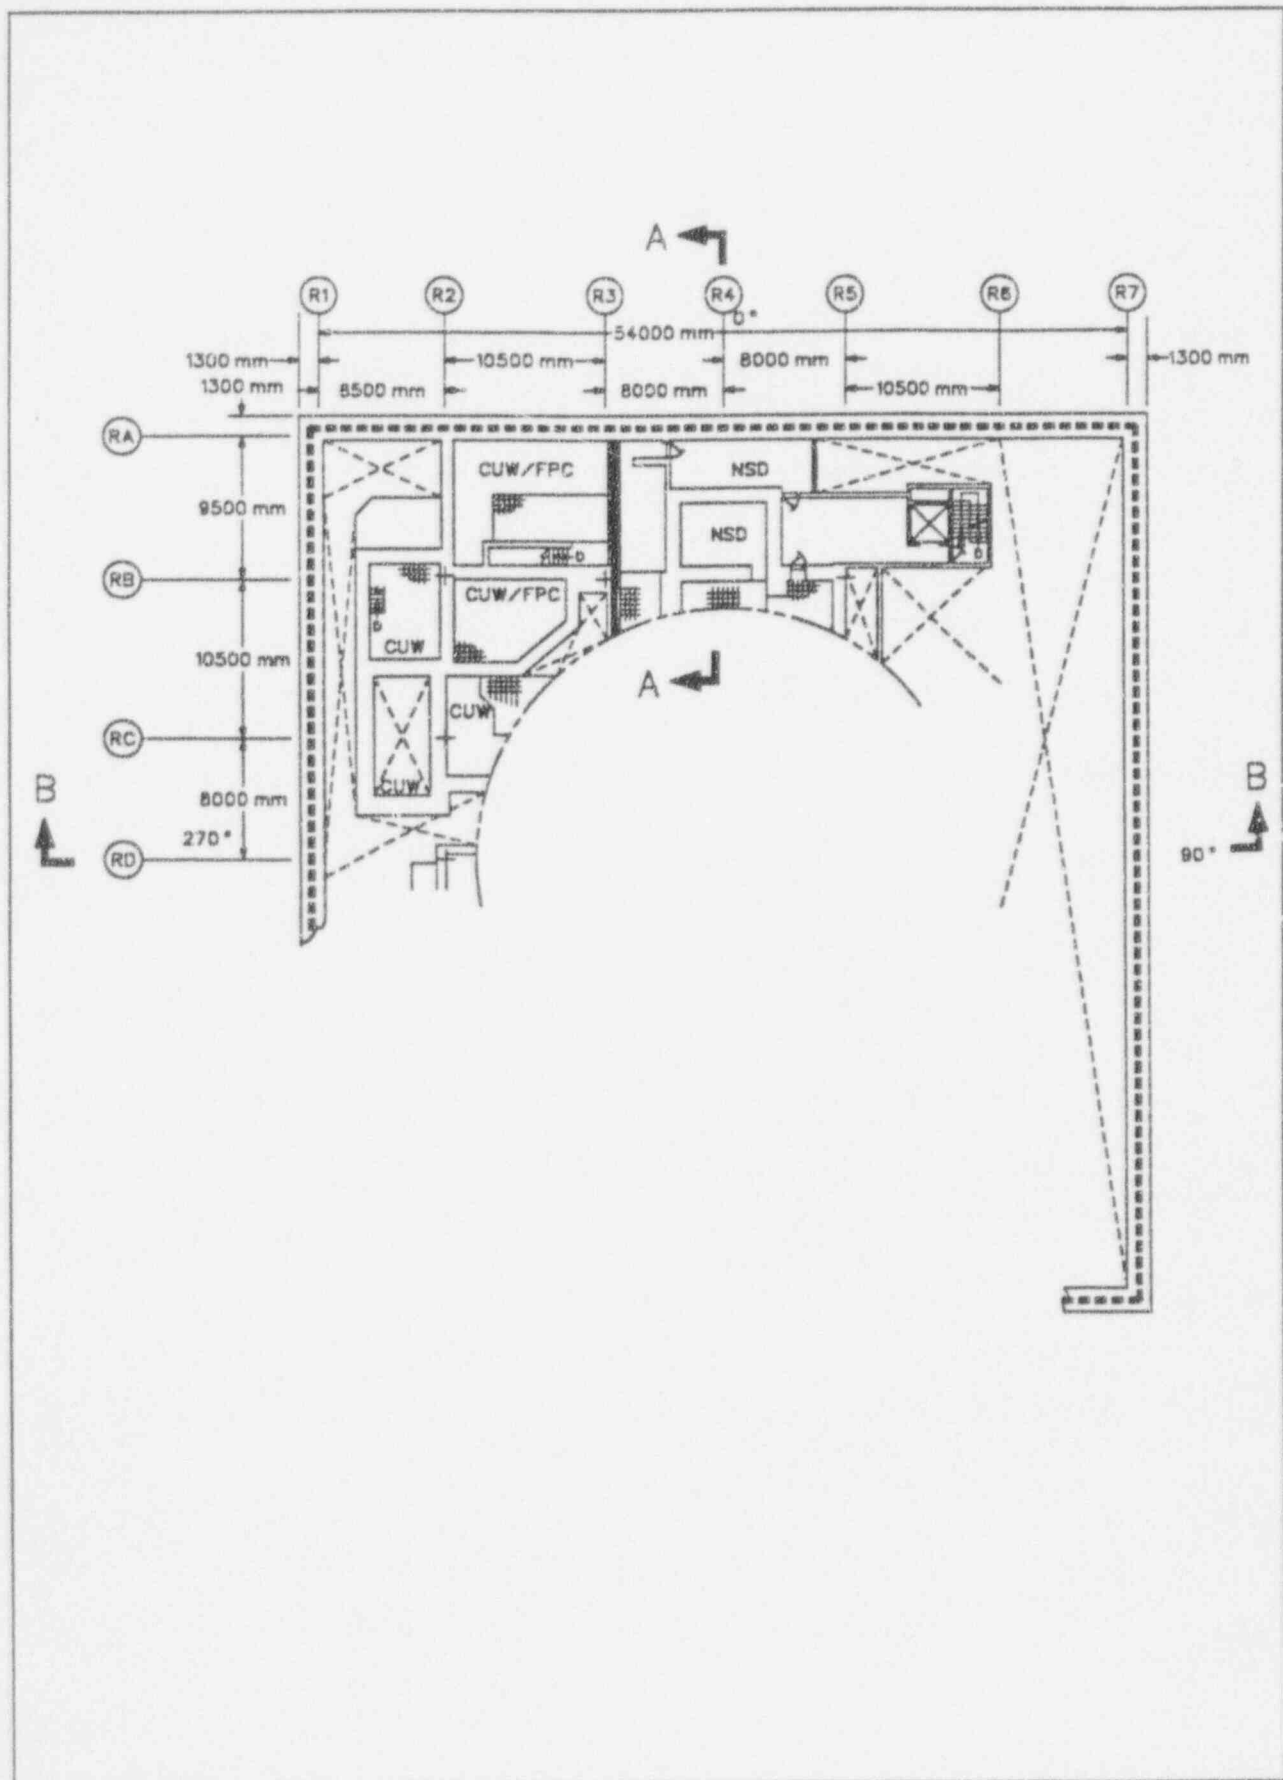 A
R1 R2 R3 R4 R5 R6 R7
0°
54000 mm
1300 mm 10500 mm 8000 mm 1300 mm
1300 mm 8500 mm 8000 mm 10500 mm
RA
CUW/FPC NSD
9500 mm
NSD
D
D
RB
CUW/FPC
D
CUW
10500 mm
A
CUW
RC
B B
CUW
8000 mm
270°
90°
RD